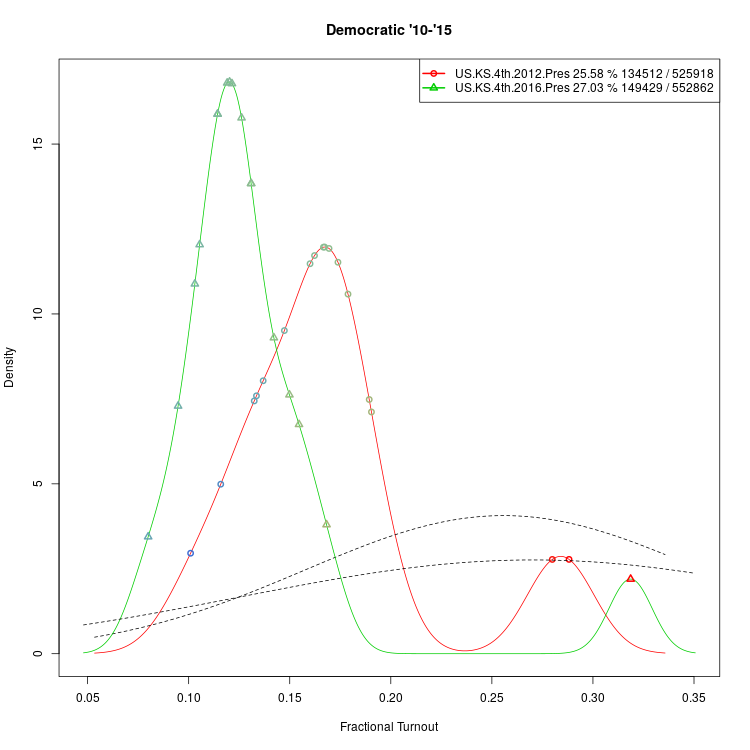 Democratic '10-'15
US.KS.4th.2012.Pres 25.58 % 134512 / 525918
US.KS.4th.2016.Pres 27.03 % 149429 / 552862
Density
15
10
5
0
0.05 0.10 0.15 0.20 0.25 0.30 0.35
Fractional Turnout